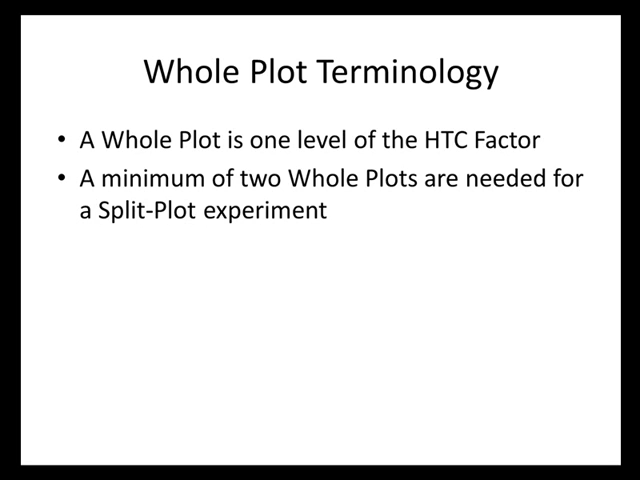 Whole Plot Terminology
• A Whole Plot is one level of the HTC Factor
• A minimum of two Whole Plots are needed for
a Split-Plot experiment